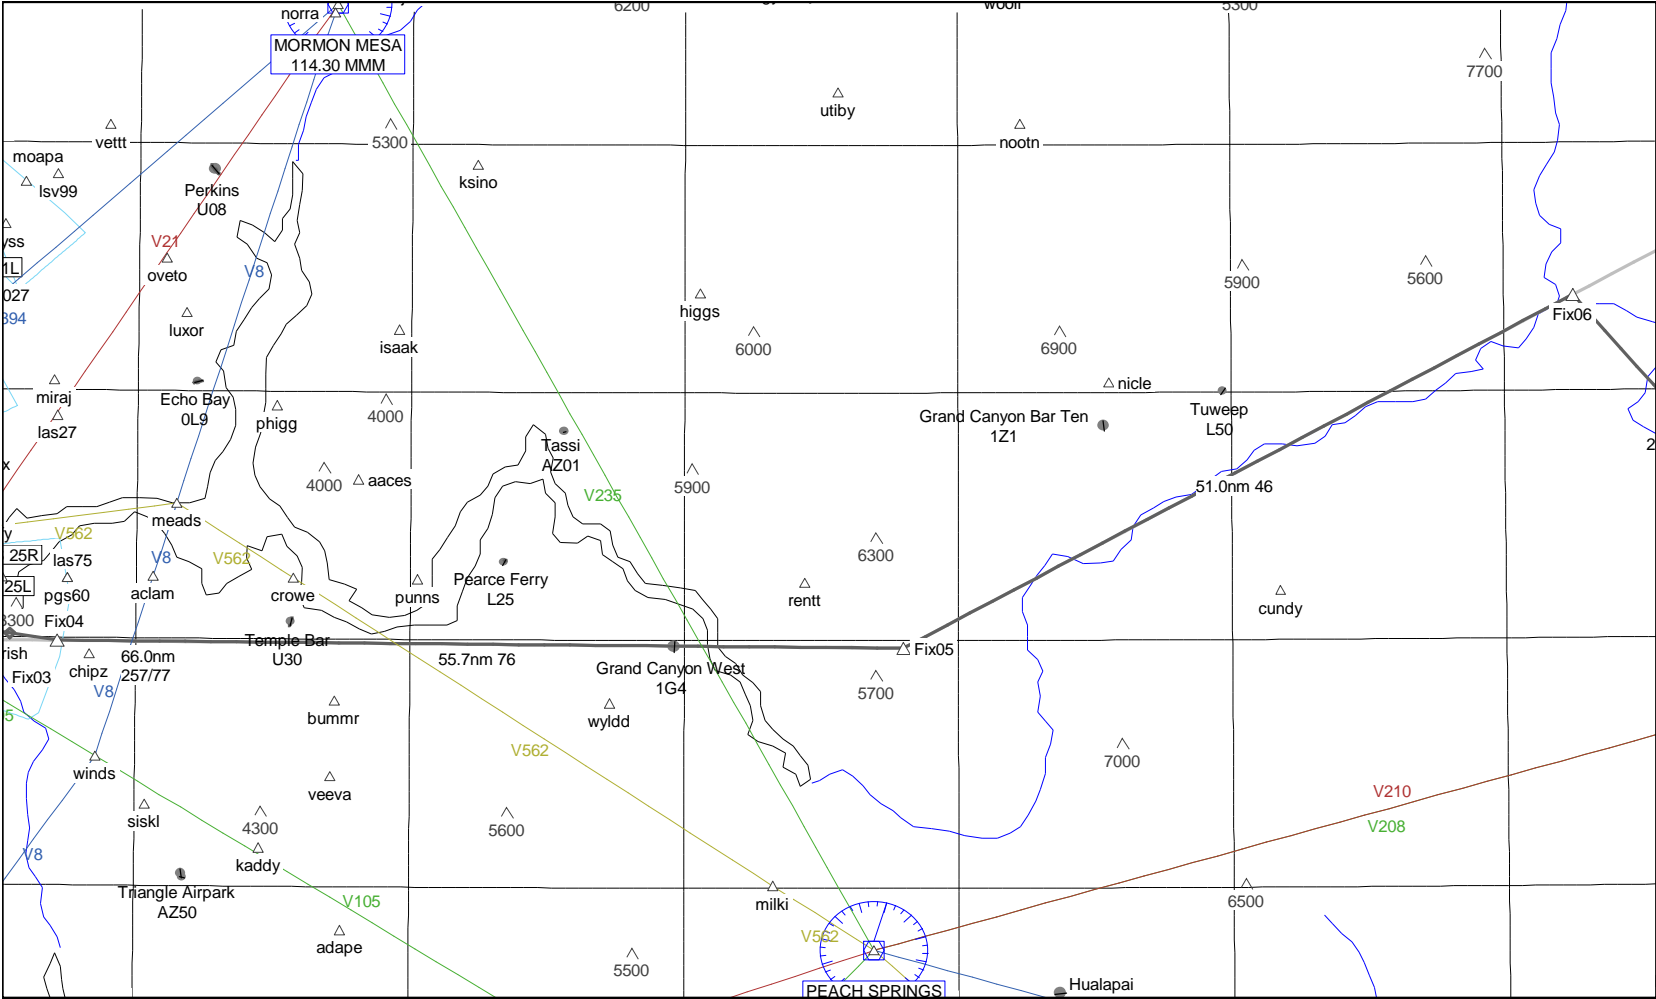 norra
6200
5300
MORMON MESA
114.30 MMM
7700
utiby
vettt
5300
nootn
moapa
lsv99
ksino
Perkins
U08
yss
V21
1L
oveto
V8
5900
5600
027
higgs
Fix06
394
luxor
isaak
6000
6900
miraj
Echo Bay
0L9
phigg
4000
nicle
Grand Canyon Bar Ten
1Z1
Tuweep
L50
las27
Tassi
AZ01
2
x
4000
aaces
5900
V235
51.0nm 46
meads
y
V562
25R
las75
V8
V562
6300
25L
pgs60
aclam
crowe
punns
Pearce Ferry
L25
rentt
cundy
3300
Fix04
Temple Bar
U30
Fix05
rish
Fix03
chipz
66.0nm
257/77
55.7nm 76
Grand Canyon West
1G4
V8
5700
5
bummr
wyldd
V562
7000
winds
veeva
V210
siskl
4300
5600
V208
V8
kaddy
Triangle Airpark
AZ50
V105
milki
6500
adape
V562
5500
PEACH SPRINGS
Hualapai